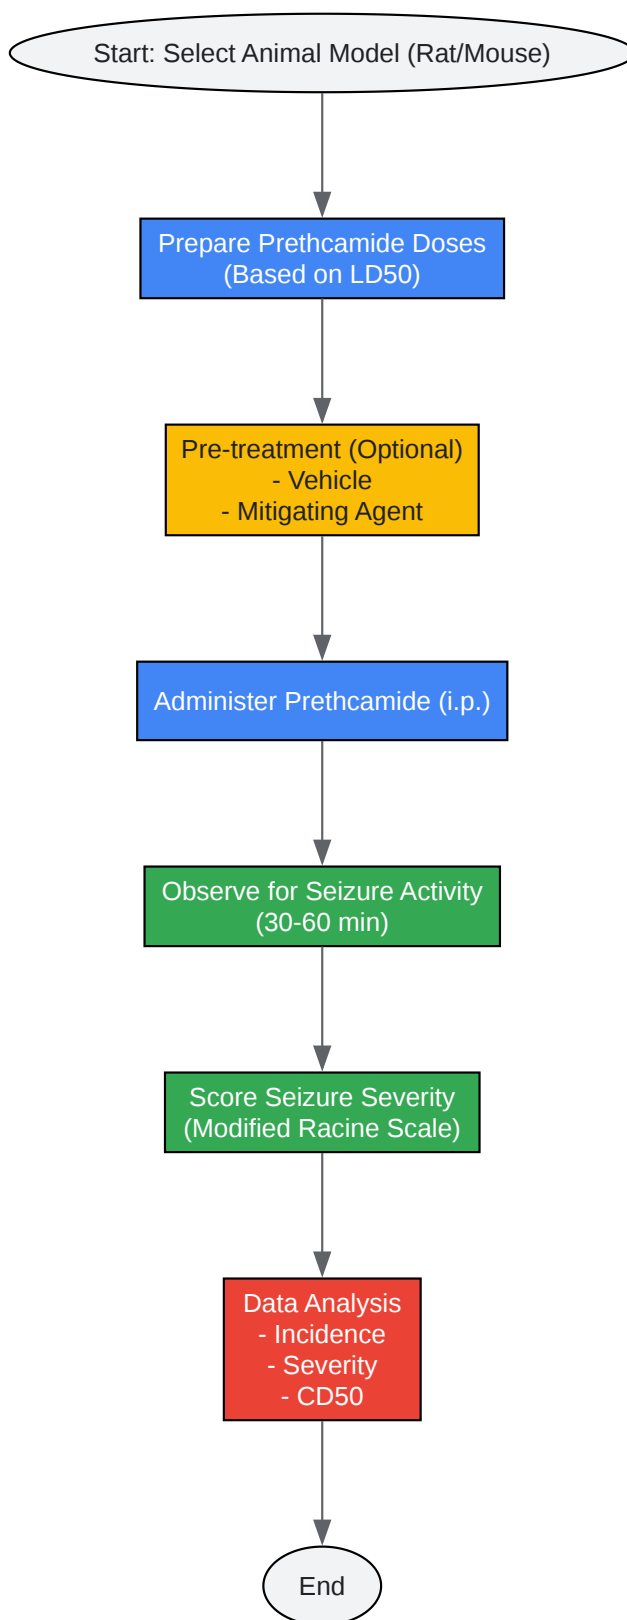 Start: Select Animal Model (Rat/Mouse)
Prepare Prethcamide Doses
(Based on LD50)
Pre-treatment (Optional)
- Vehicle
- Mitigating Agent
Administer Prethcamide (i.p.)
Observe for Seizure Activity
(30-60 min)
Score Seizure Severity
(Modified Racine Scale)
Data Analysis
- Incidence
- Severity
- CD50
End